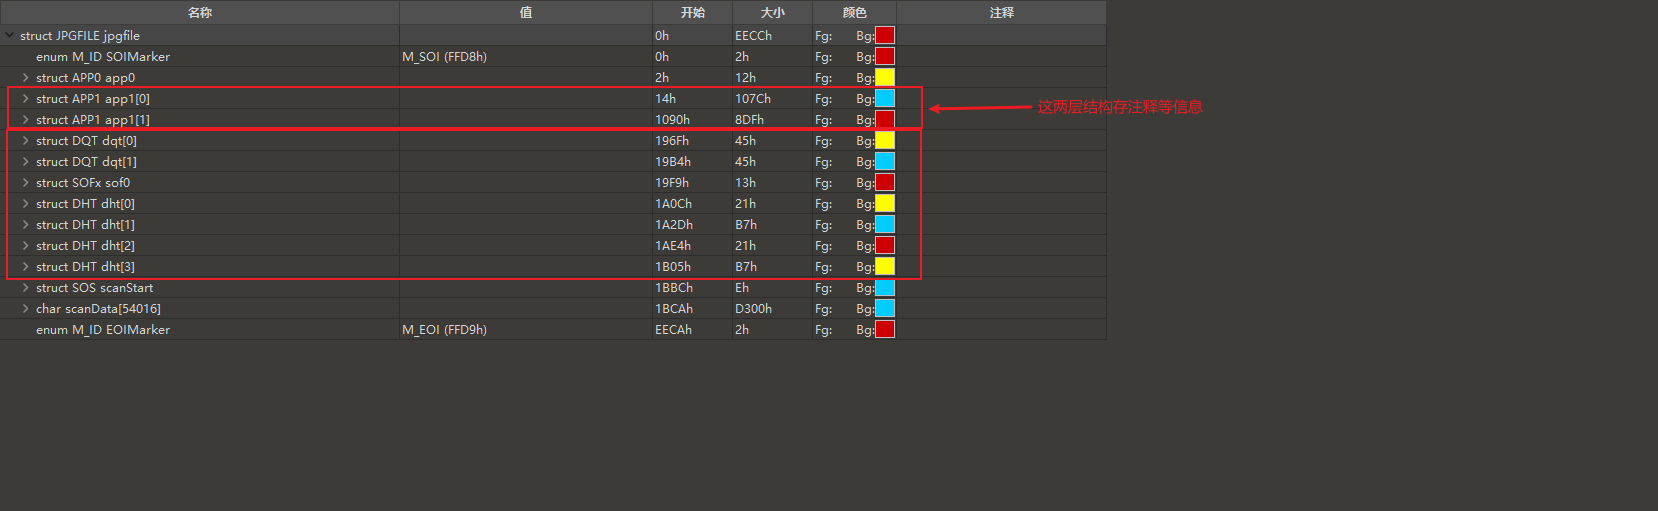 名称 值 开始 大小 颜色 注释
struct JPGFILE jpgfile 0h EECCh Fg: Bg:
enum M_ID SOIMarker M_SOI (FFD8h) 0h 2h Fg: Bg:
struct APP0 app0 2h 12h Fg: Bg:
struct APP1 app1[0] 14h 107Ch Fg: Bg: 这两层结构存注释等信息
struct APP1 app1[1] 1090h 8DFh Fg: Bg:
struct DQT dqt[0] 196Fh 45h Fg: Bg:
struct DQT dqt[1] 19B4h 45h Fg: Bg:
struct SOFx sof0 19F9h 13h Fg: Bg:
struct DHT dht[0] 1A0Ch 21h Fg: Bg:
struct DHT dht[1] 1A2Dh B7h Fg: Bg:
struct DHT dht[2] 1AE4h 21h Fg: Bg:
struct DHT dht[3] 1B05h B7h Fg: Bg:
struct SOS scanStart 1BBCh Eh Fg: Bg:
char scanData[54016] 1BCAh D300h Fg: Bg:
enum M_ID EOIMarker M_EOI (FFD9h) EECAh 2h Fg: Bg: